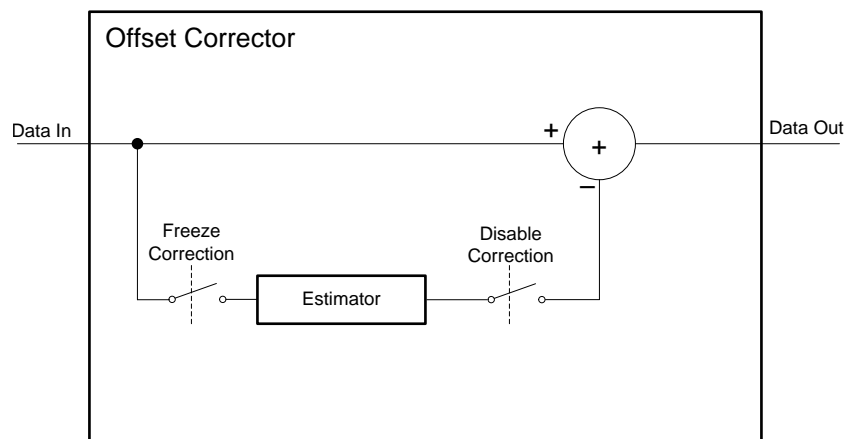 Offset Corrector
Data In
+
+
Data Out
−
Freeze
Correction
Disable
Correction
Estimator